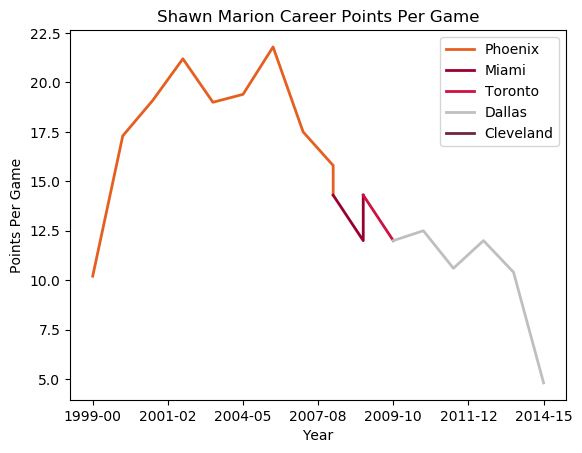 Shawn Marion Career Points Per Game
Points Per Game
22.5
20.0
17.5
15.0
12.5
10.0
7.5
5.0
Phoenix
Miami
Toronto
Dallas
Cleveland
1999-00 2001-02 2004-05 2007-08 2009-10 2011-12 2014-15
Year